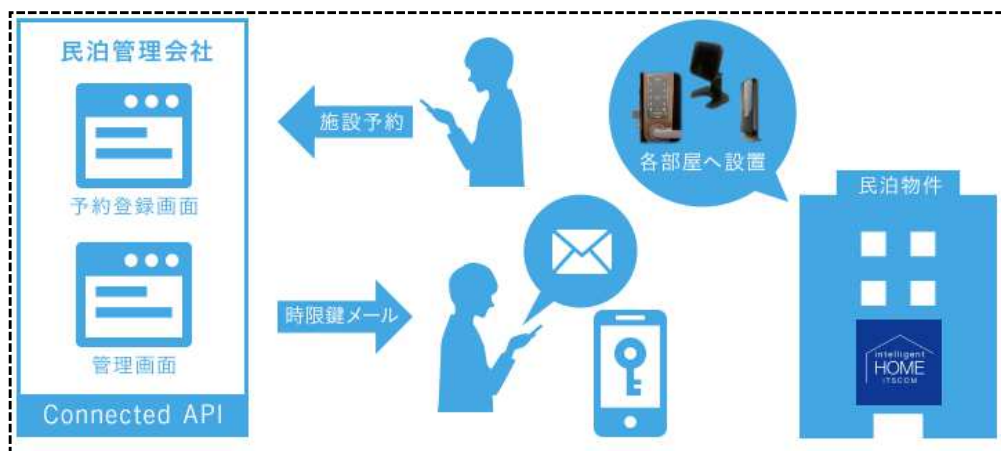 民泊管理会社
予約登録画面
管理画面
Connected API
施設予約
時限鍵メール
各部屋へ設置
民泊物件
intelligent
HOME
iTSCOM